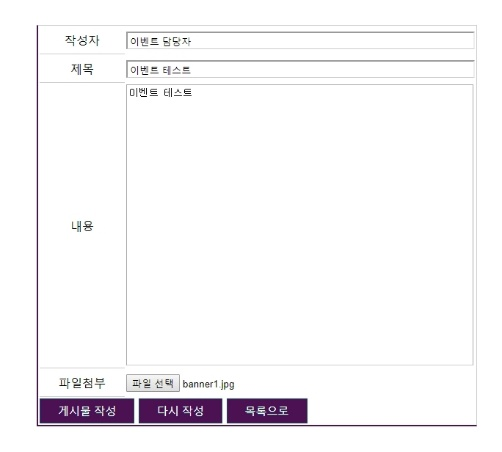 작성자 이벤트 담당자
제목 이벤트 테스트
내용 이벤트 테스트
파일첨부 파일 선택 banner1.jpg
게시물 작성 다시 작성 목록으로